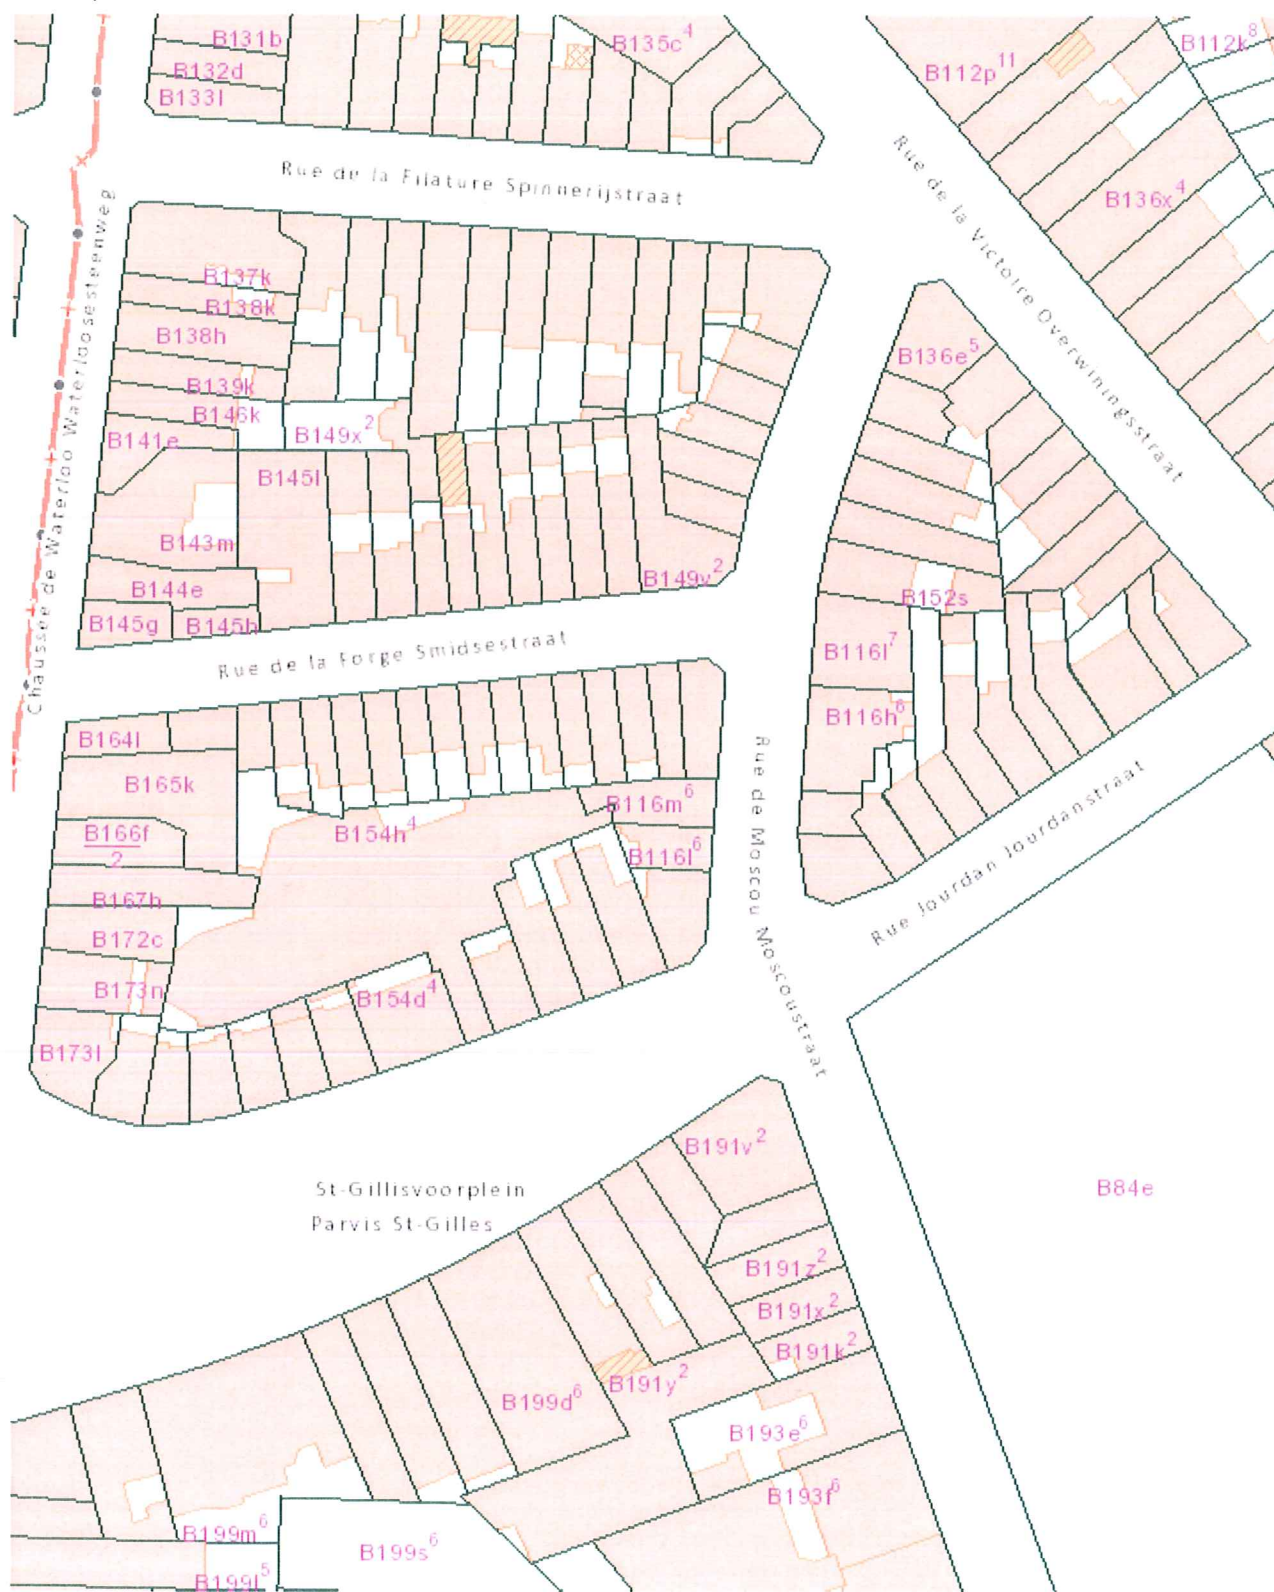 B131b
B132d
B133l
B135c⁴
B112p¹¹
B112k⁸
B136x⁴
Rue de la Filature Spinnerijstraat
Rue de la Victoire Overwinningsstraat
Chaussee de Waterloo Waterloosesteenweg
B137k
B138k
B138h
B139k
B146k
B141e
B149x²
B145l
B143m
B144e
B145g
B145h
B149v²
B136e⁵
B152s
B116l⁷
B116h⁶
Rue de la Forge Smidsestraat
B164l
B165k
B166f
2
B167h
B172c
B173n
B173l
B154h⁴
B116m⁶
B116l⁶
B154d⁴
Rue de Moscou Moscoustraat
Rue Jourdan Jourdanstraat
St-Gillisvoorplein
Parvis St-Gilles
B84e
B191v²
B191z²
B191x²
B191k²
B191y²
B199d⁶
B193e⁶
B193f⁶
B199m⁶
B199s⁶
B199l⁵